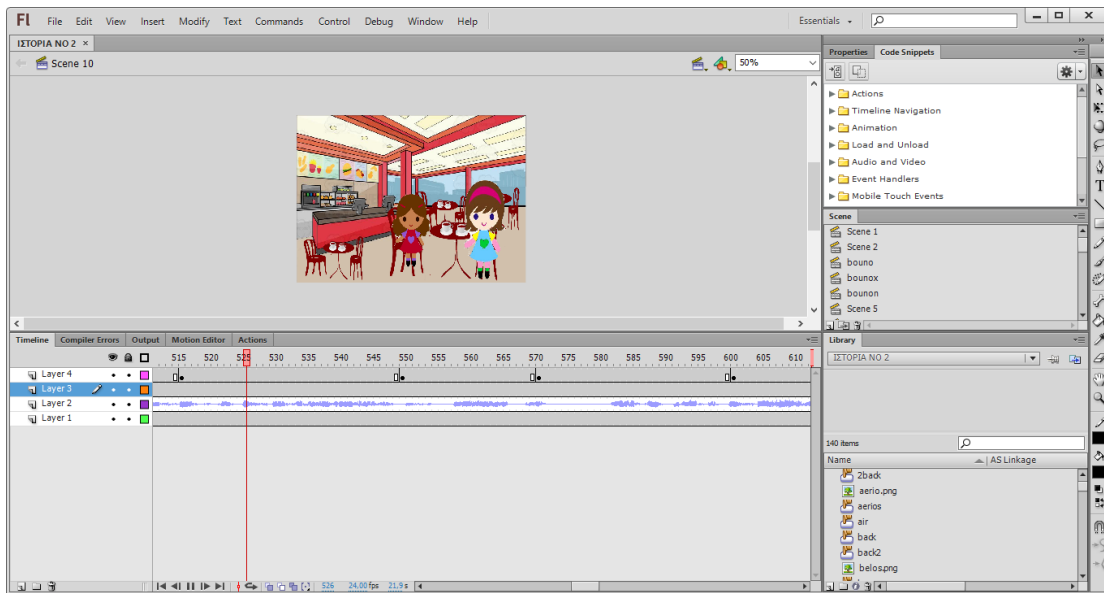 Fl File Edit View Insert Modify Text Commands Control Debug Window Help Essentials
ΙΣΤΟΡΙΑ NO 2 ×
Scene 10 50%
Properties Code Snippets
Actions
Timeline Navigation
Animation
Load and Unload
Audio and Video
Event Handlers
Mobile Touch Events
Scene
Scene 1
Scene 2
bouno
bounox
bounon
Scene 5
Timeline Compiler Errors Output Motion Editor Actions
515 520 525 530 535 540 545 550 555 560 565 570 575 580 585 590 595 600 605 610
Layer 4
Layer 3
Layer 2
Layer 1
526 24.00 fps 21.9 s
Library
ΙΣΤΟΡΙΑ NO 2
140 items
Name AS Linkage
2back
aerio.png
aerios
air
back
back2
belos.png